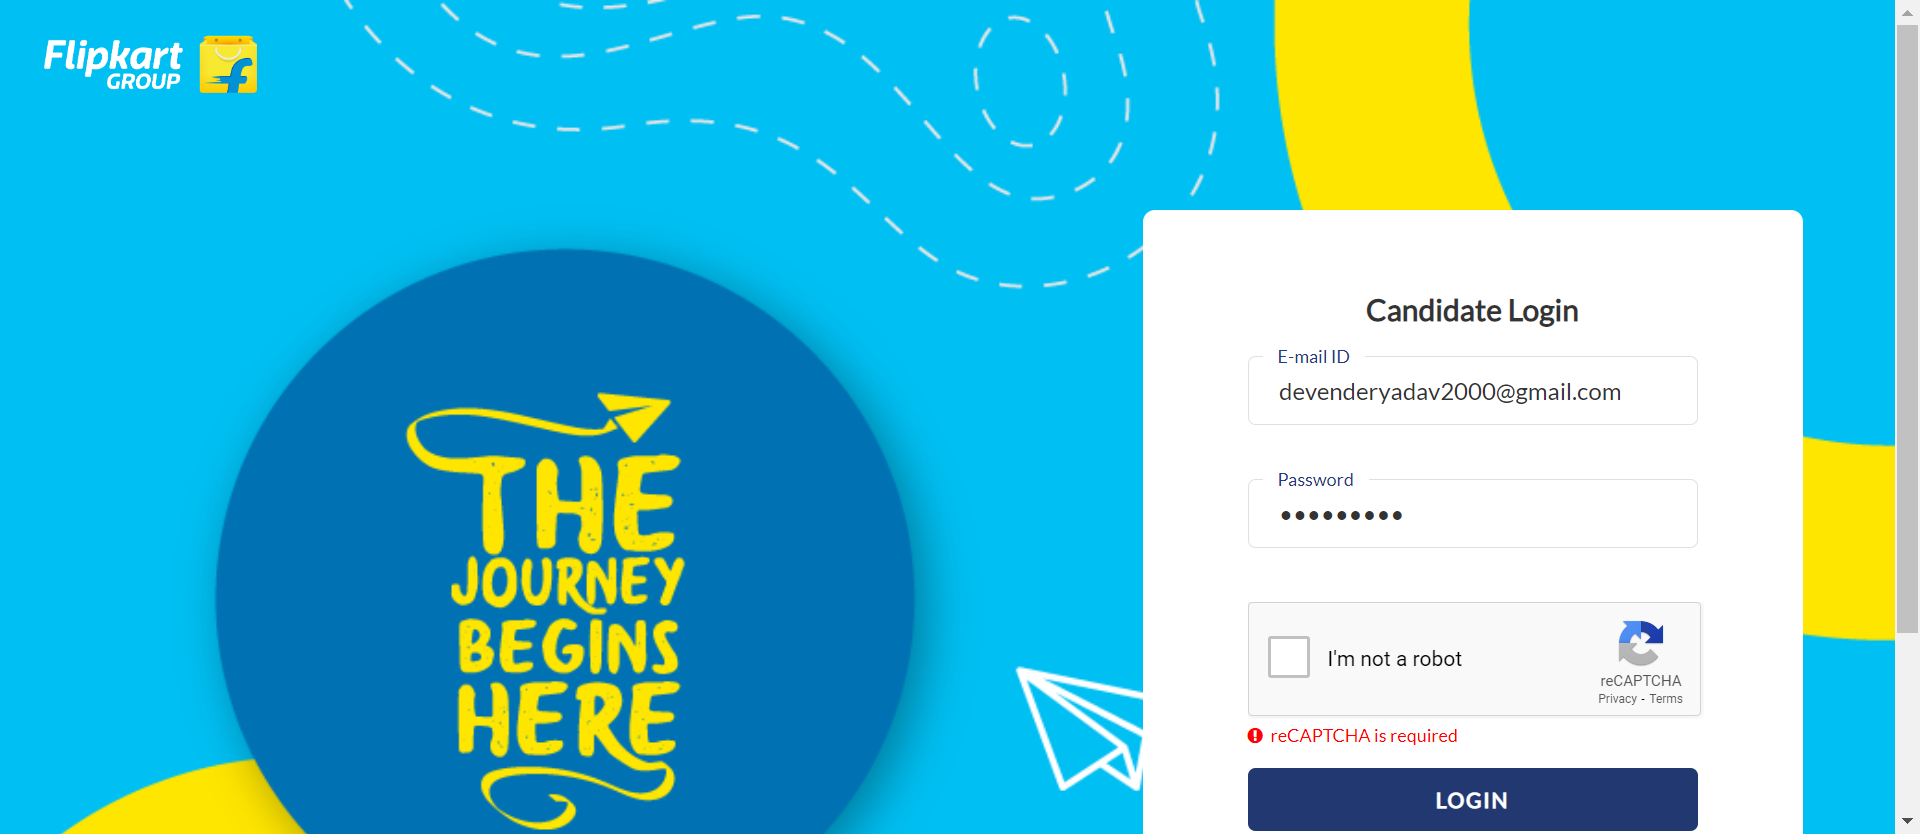 Flipkart
GROUP
THE
JOURNEY
BEGINS
HERE
Candidate Login
E-mail ID
devenderyadav2000@gmail.com
Password
•••••••••
I'm not a robot
reCAPTCHA
Privacy - Terms
reCAPTCHA is required
LOGIN